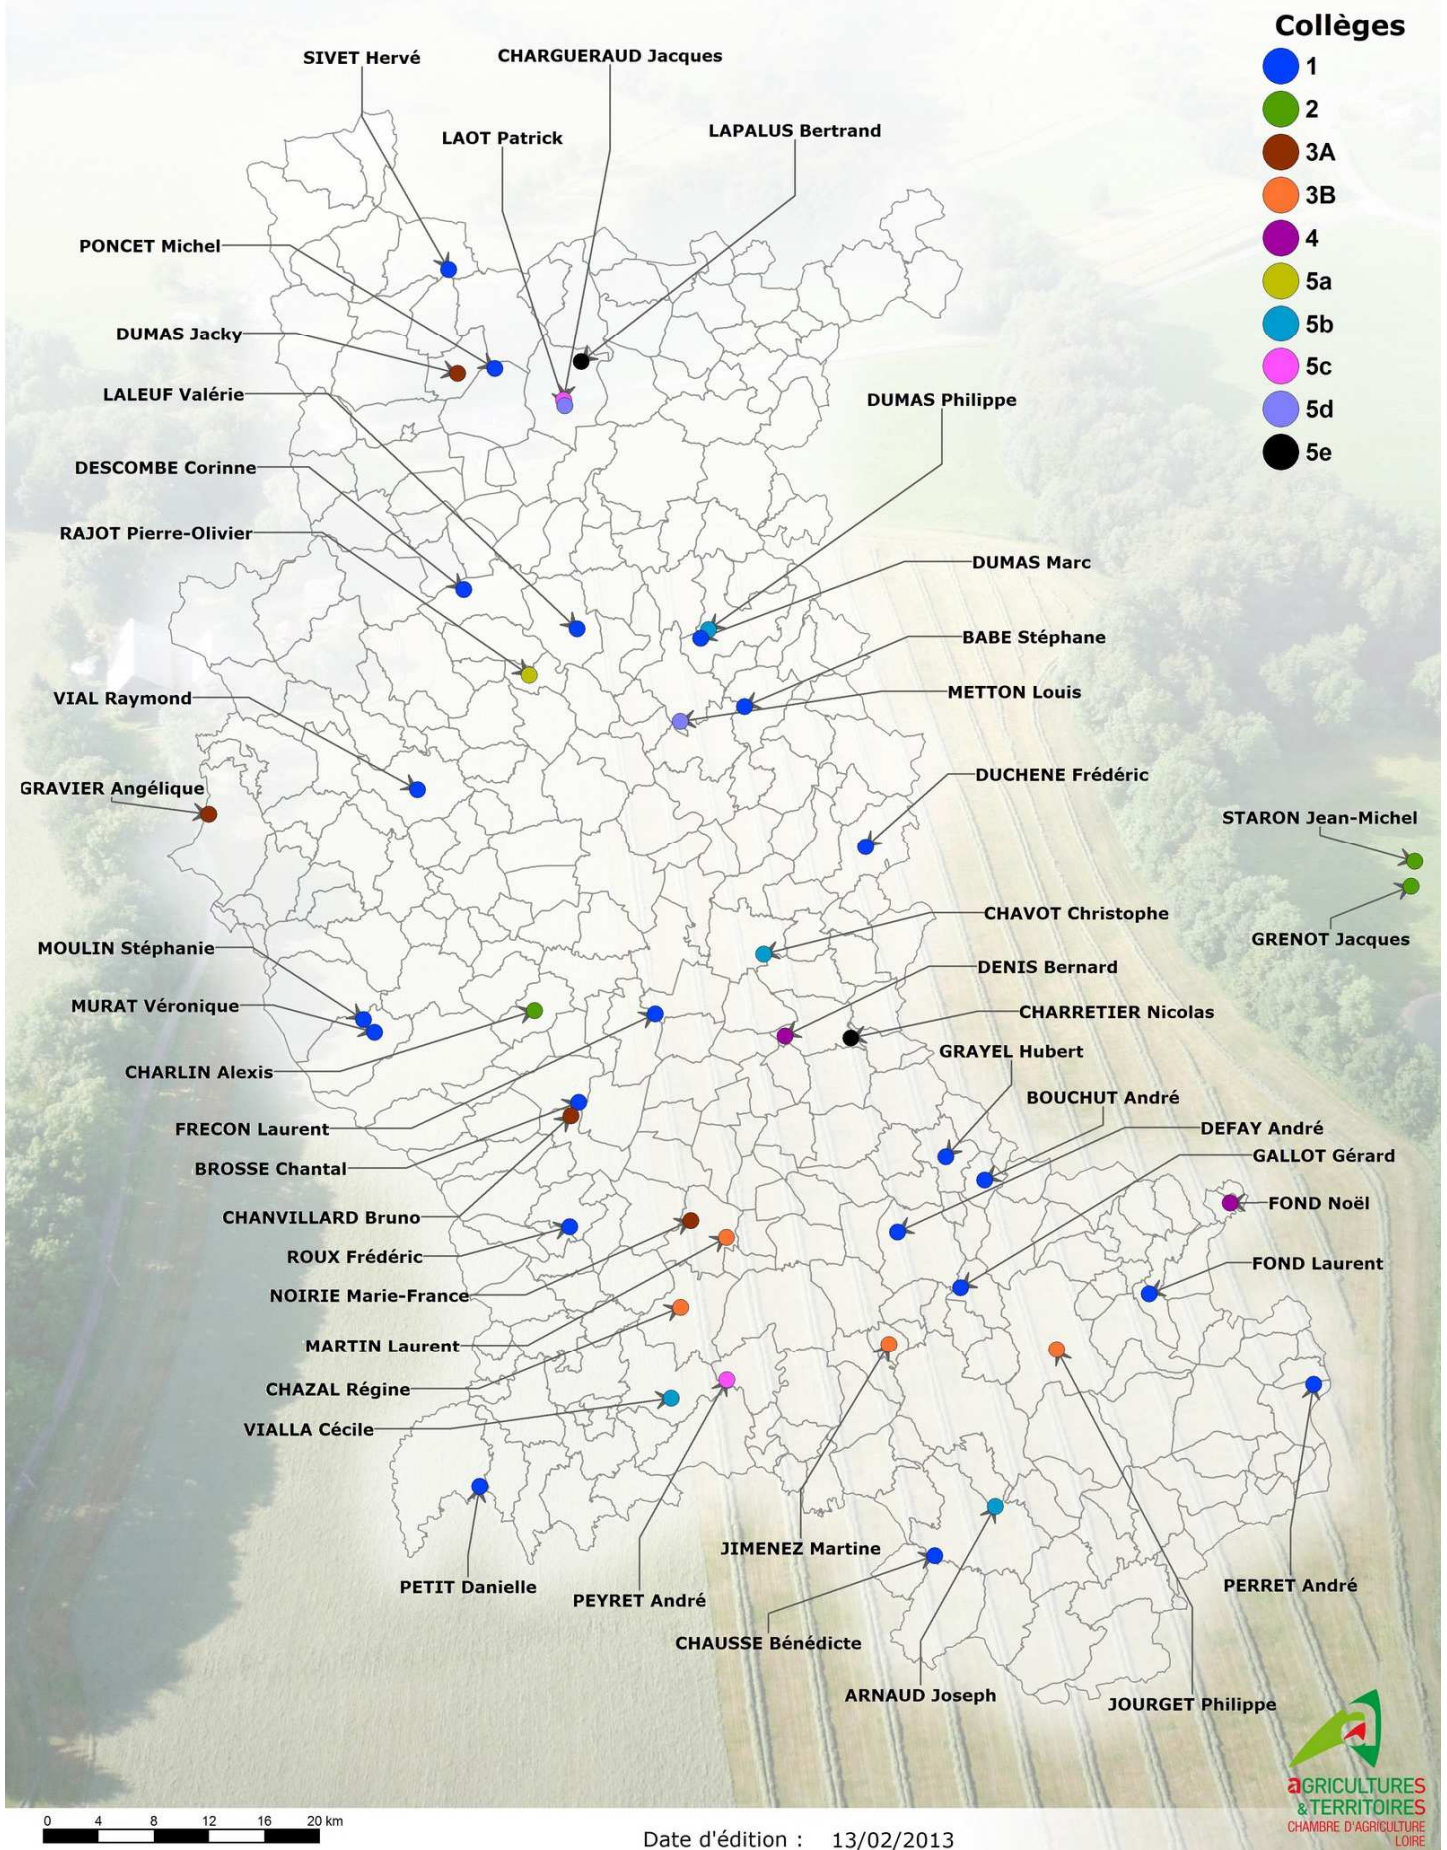 Collèges
1
2
3A
3B
4
5a
5b
5c
5d
5e
SIVET Hervé
CHARGUERAUD Jacques
LAOT Patrick
LAPALUS Bertrand
PONCET Michel
DUMAS Jacky
LALEUF Valérie
DUMAS Philippe
DESCOMBE Corinne
RAJOT Pierre-Olivier
DUMAS Marc
BABE Stéphane
METTON Louis
VIAL Raymond
DUCHENE Frédéric
GRAVIER Angélique
STARON Jean-Michel
CHAVOT Christophe
GRENOT Jacques
MOULIN Stéphanie
DENIS Bernard
MURAT Véronique
CHARRETIER Nicolas
GRAYEL Hubert
CHARLIN Alexis
BOUCHUT André
FRECON Laurent
DEFAY André
GALLOT Gérard
BROSSE Chantal
FOND Noël
CHANVILLARD Bruno
ROUX Frédéric
FOND Laurent
NOIRIE Marie-France
MARTIN Laurent
CHAZAL Régine
VIALLA Cécile
JIMENEZ Martine
PETIT Danielle
PEYRET André
PERRET André
CHAUSSE Bénédicte
ARNAUD Joseph
JOURGET Philippe
aGRICULTURES
& TERRITOIRES
CHAMBRE D'AGRICULTURE
LOIRE
0 4 8 12 16 20 km
Date d'édition : 13/02/2013